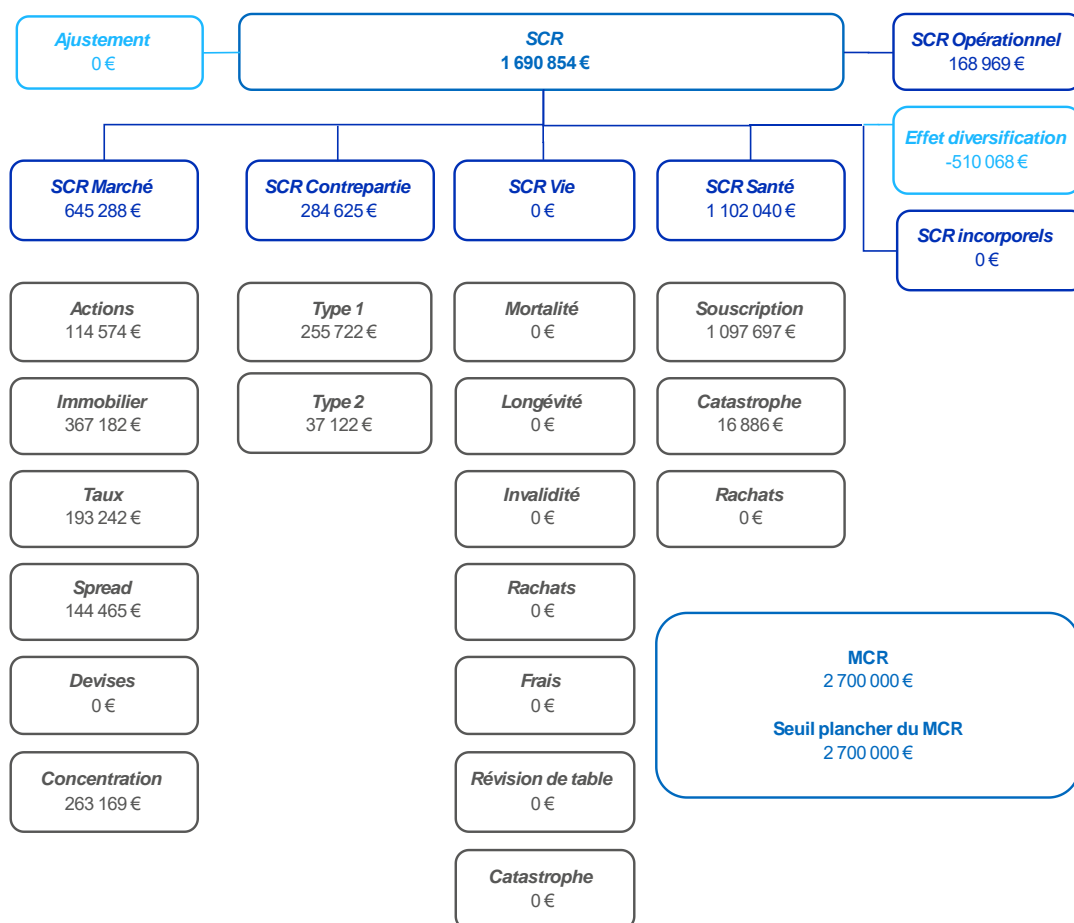 Ajustement
0 €
SCR
1 690 854 €
SCR Opérationnel
168 969 €
Effet diversification
-510 068 €
SCR Marché
645 288 €
SCR Contrepartie
284 625 €
SCR Vie
0 €
SCR Santé
1 102 040 €
SCR incorporels
0 €
Actions
114 574 €
Type 1
255 722 €
Mortalité
0 €
Souscription
1 097 697 €
Immobilier
367 182 €
Type 2
37 122 €
Longévité
0 €
Catastrophe
16 886 €
Taux
193 242 €
Invalidité
0 €
Rachats
0 €
Spread
144 465 €
Rachats
0 €
Devises
0 €
Frais
0 €
MCR
2 700 000 €
Seuil plancher du MCR
2 700 000 €
Concentration
263 169 €
Révision de table
0 €
Catastrophe
0 €